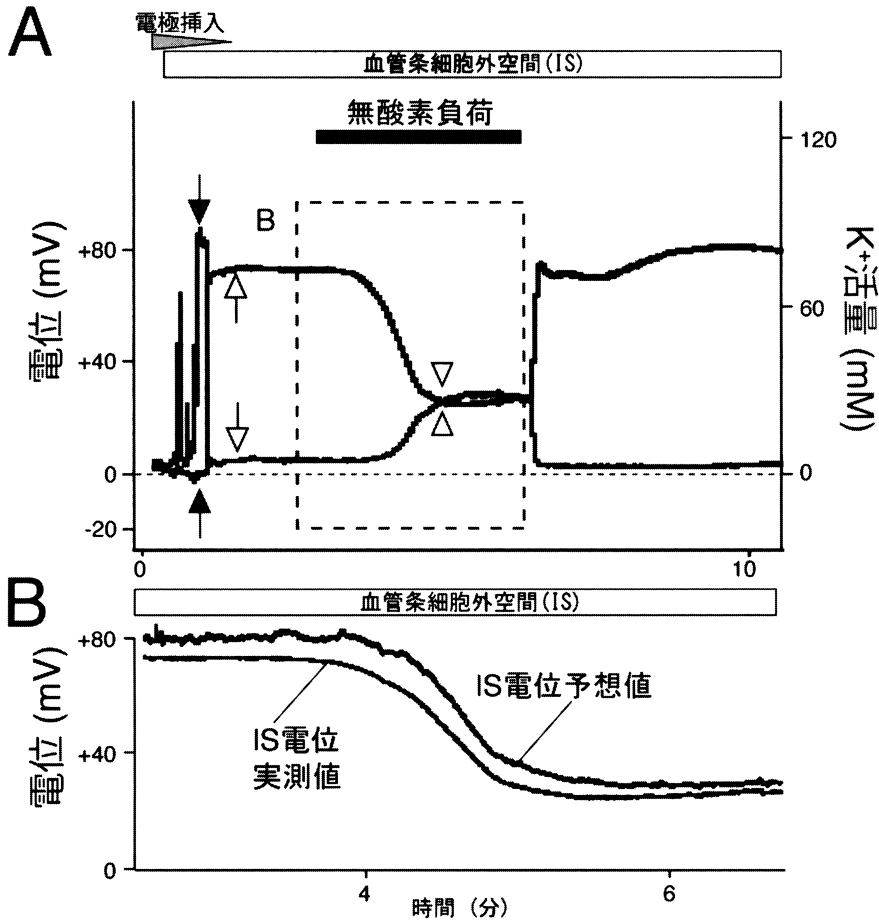 A
電極挿入
血管条細胞外空間(IS)
無酸素負荷
B
電位 (mV)
+80
+40
0
-20
120
60
0
K⁺活量 (mM)
0
10
B
血管条細胞外空間(IS)
電位 (mV)
+80
+40
0
IS電位予想値
IS電位
実測値
4
6
時間 (分)